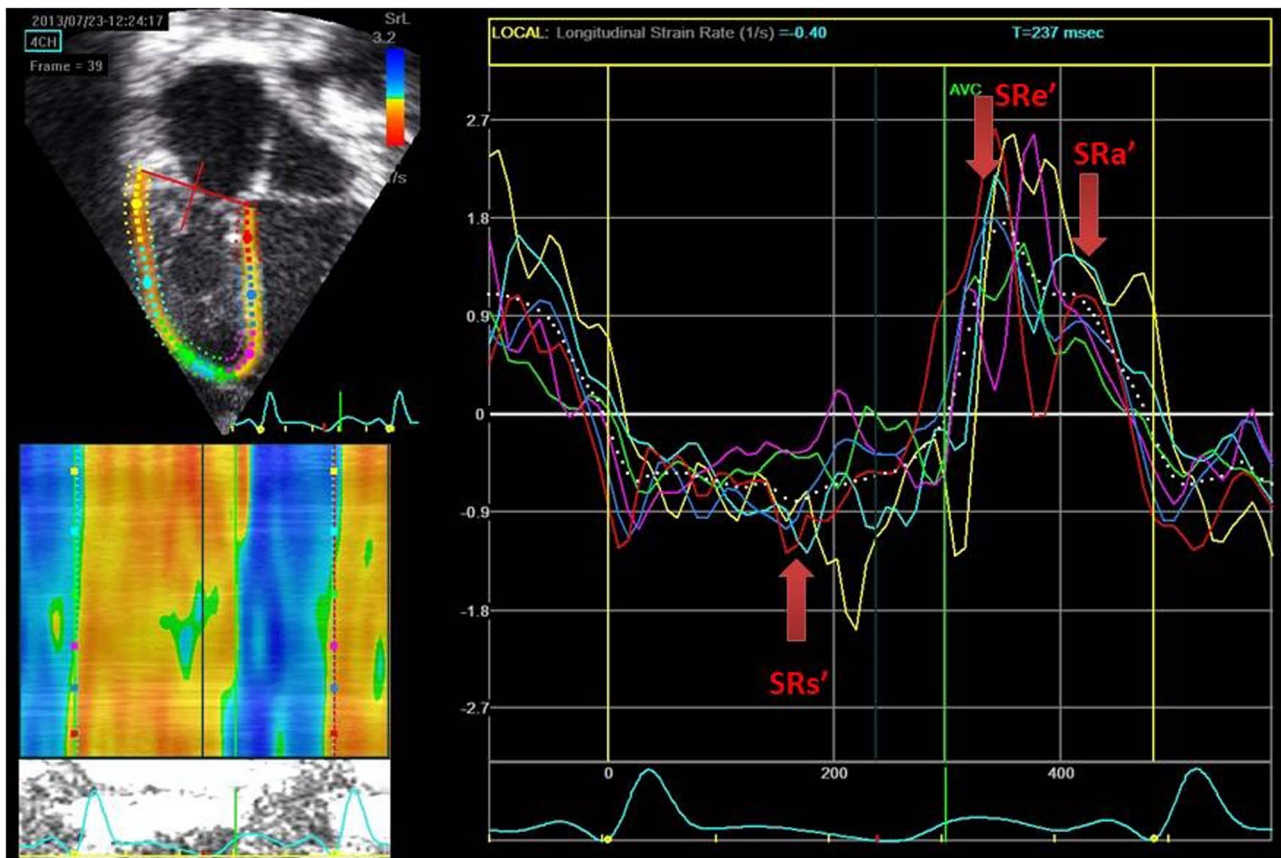 2013/07/23-12:24:17
4CH
Frame = 39
SrL
3.2
/s
LOCAL: Longitudinal Strain Rate (1/s) =-0.40
T=237 msec
AVC
SRe’
SRa’
SRs’
2.7
1.8
0.9
0
-0.9
-1.8
-2.7
0
200
400